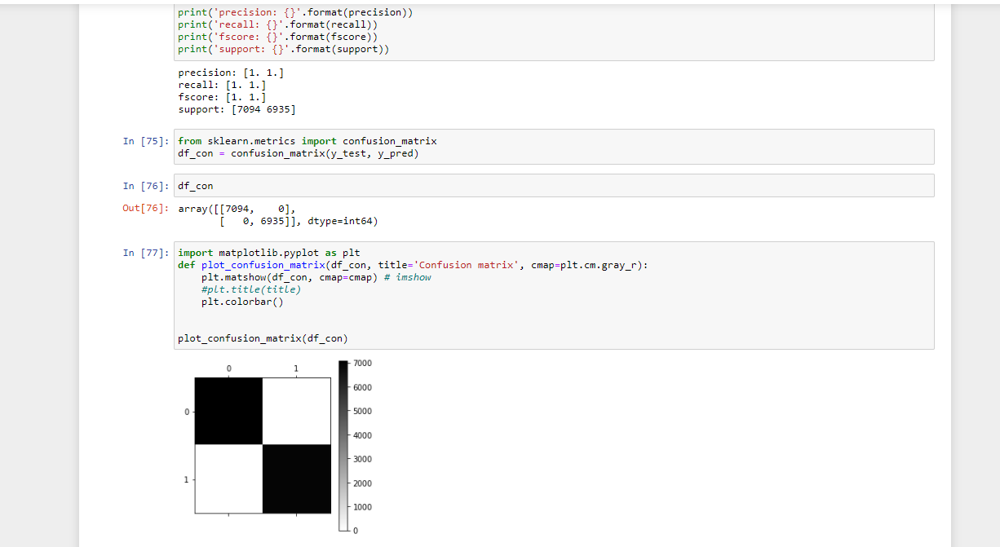 print('precision: {}'.format(precision))
print('recall: {}'.format(recall))
print('fscore: {}'.format(fscore))
print('support: {}'.format(support))
precision: [1. 1.]
recall: [1. 1.]
fscore: [1. 1.]
support: [7094 6935]
In [75]: from sklearn.metrics import confusion_matrix
df_con = confusion_matrix(y_test, y_pred)
In [76]: df_con
Out[76]: array([[7094,    0],
       [   0, 6935]], dtype=int64)
In [77]: import matplotlib.pyplot as plt
def plot_confusion_matrix(df_con, title='Confusion matrix', cmap=plt.cm.gray_r):
    plt.matshow(df_con, cmap=cmap) # imshow
    #plt.title(title)
    plt.colorbar()
plot_confusion_matrix(df_con)
0 1
0
1
7000
6000
5000
4000
3000
2000
1000
0